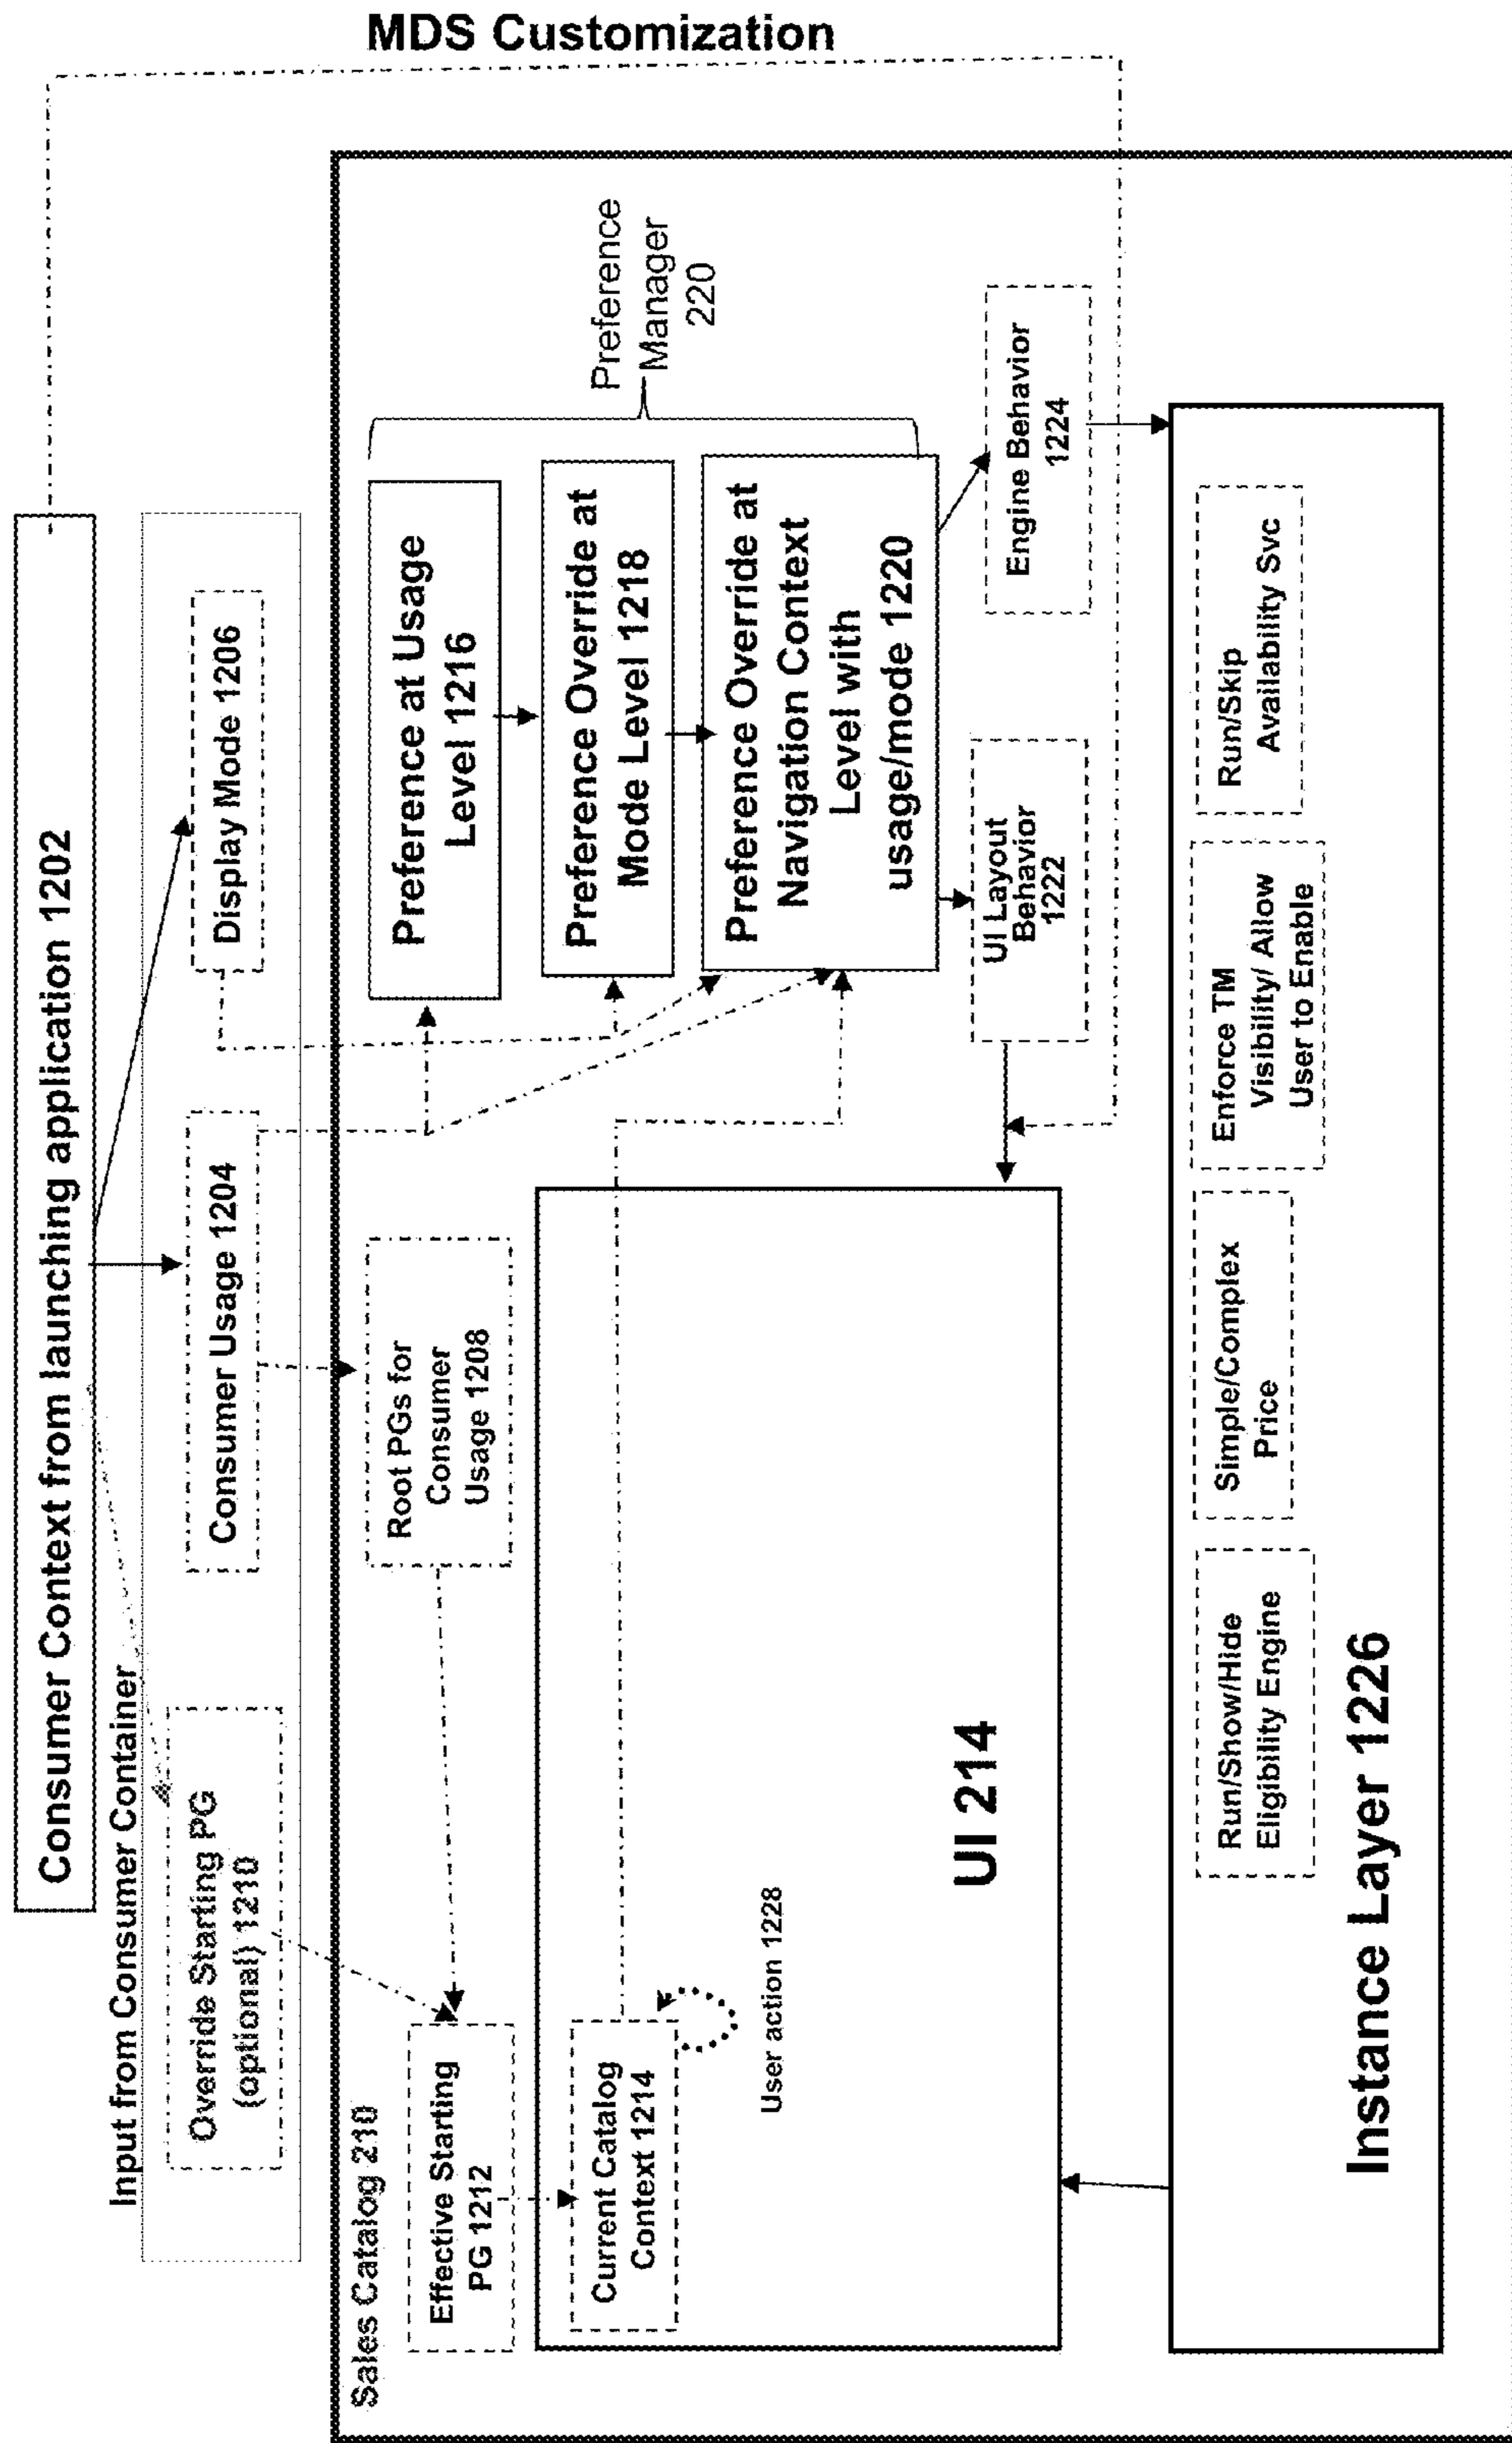 MDS Customization
Consumer Context from launching application 1202
Input from Consumer Container
Override Starting PG
(optional) 1210
Consumer Usage 1204
Display Mode 1206
Sales Catalog 210
Effective Starting
PG 1212
Root PGs for
Consumer
Usage 1208
Preference at Usage
Level 1216
Preference Override at
Mode Level 1218
Preference Override at
Navigation Context
Level with
usage/mode 1220
Preference
Manager
220
Current Catalog
Context 1214
User action 1228
UI 214
UI Layout
Behavior
1222
Engine Behavior
1224
Run/Show/Hide
Eligibility Engine
Simple/Complex
Price
Enforce TM
Visibility/ Allow
User to Enable
Run/Skip
Availability Svc
Instance Layer 1226